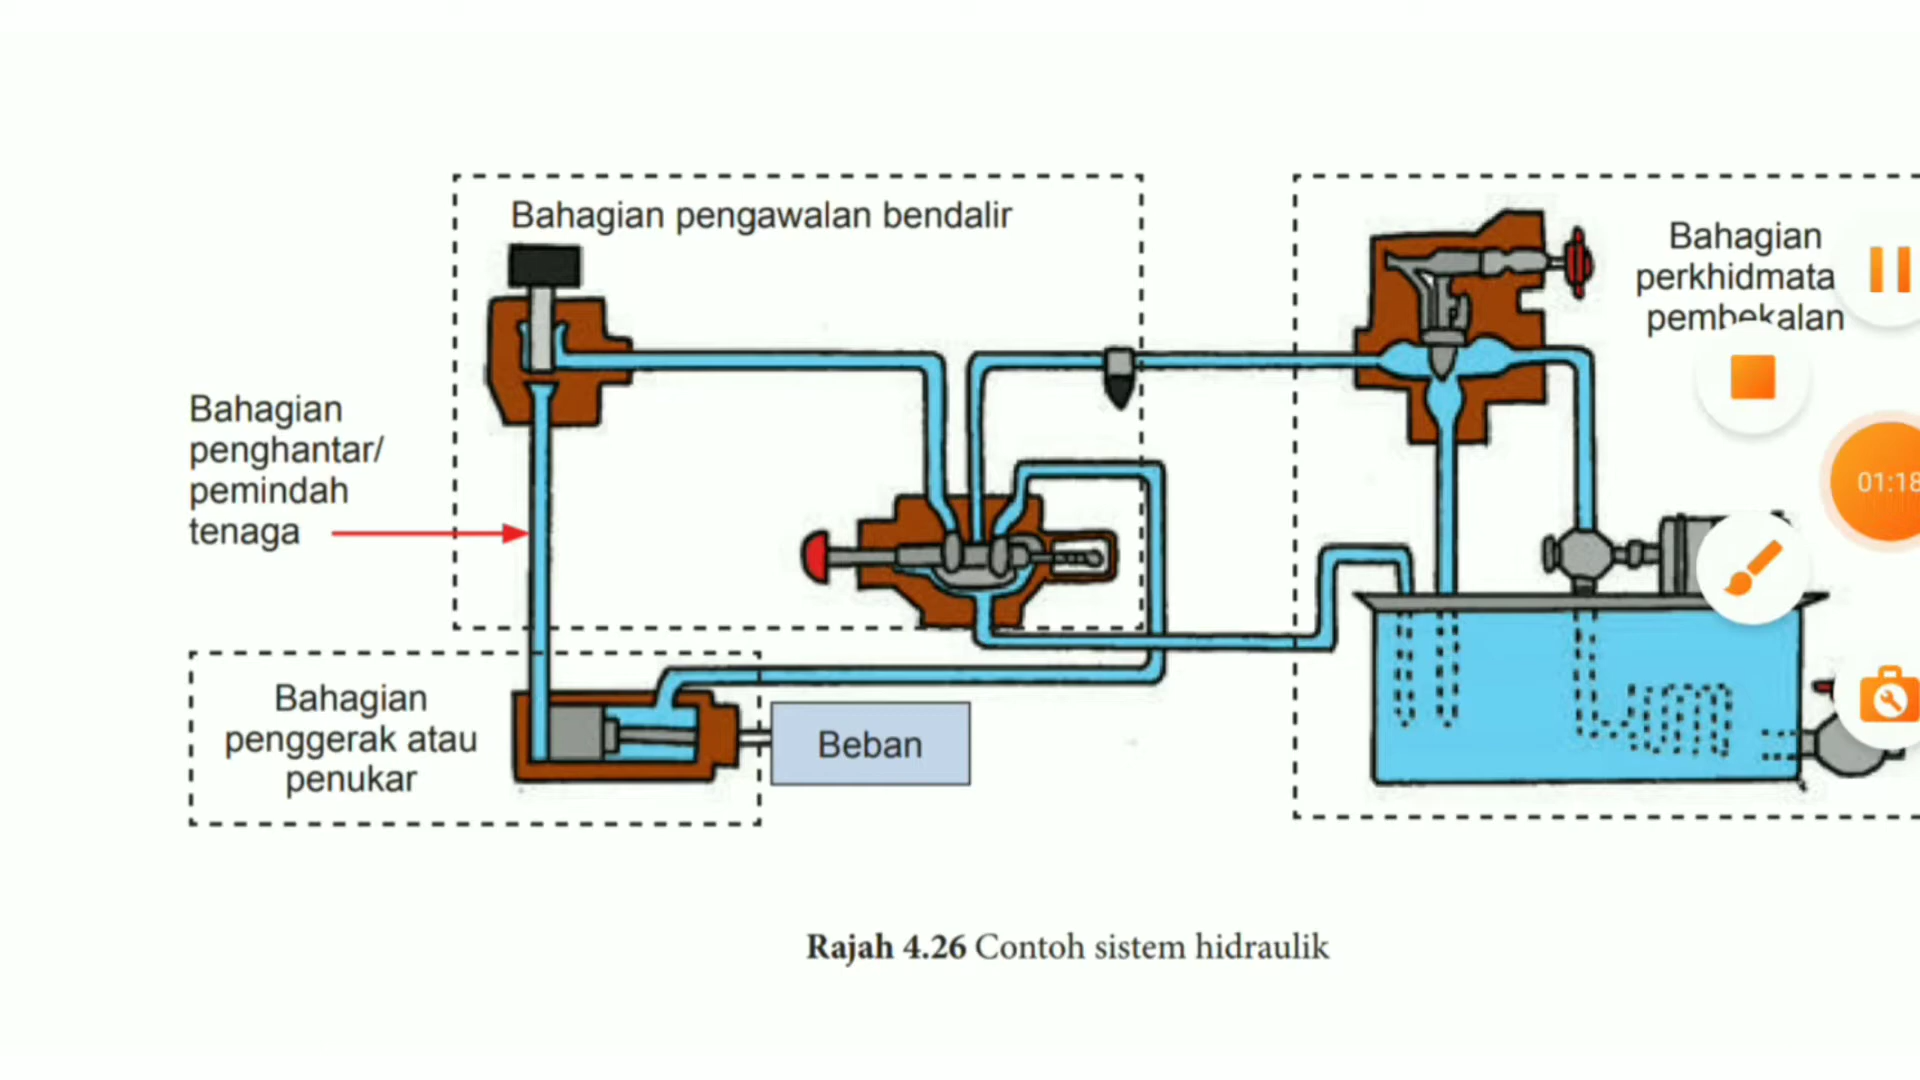 Bahagian pengawalan bendalir
Bahagian
perkhidmata
pembekalan
Bahagian
penghantar/
pemindah
tenaga
01:18
Bahagian
penggerak atau
penukar
Beban
Rajah 4.26 Contoh sistem hidraulik